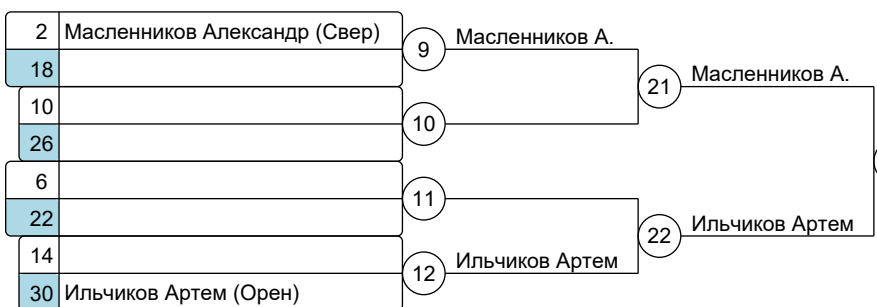 2 Масленников Александр (Свер)
18
9 Масленников А.
10
26
10
21 Масленников А.
6
22
11
14
30 Ильчиков Артем (Орен)
12 Ильчиков Артем
22 Ильчиков Артем